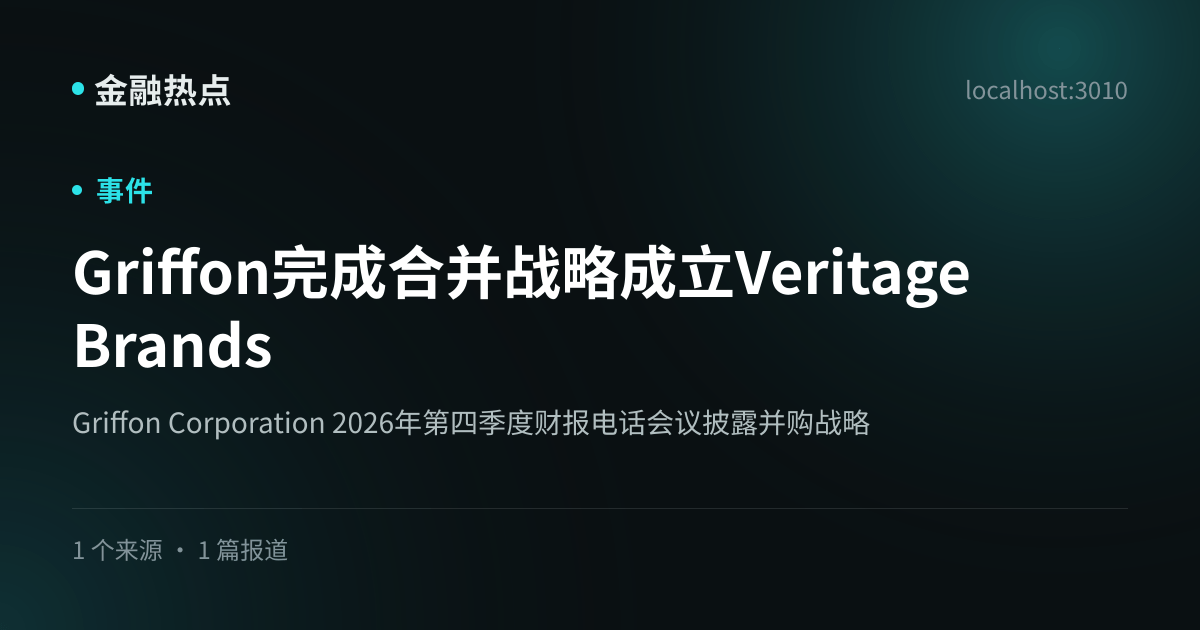 金融热点
localhost:3010
事件
Griffon完成合并战略成立Veritage
Brands
Griffon Corporation 2026年第四季度财报电话会议披露并购战略
1 个来源 · 1 篇报道